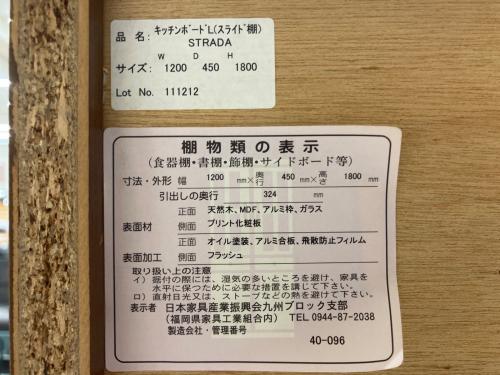 品 名: キッチンボードL(スライド棚)
STRADA
W D H
サイズ: 1200 450 1800
Lot No. 111212
棚物類の表示
(食器棚・書棚・飾棚・サイドボード等)
寸法・外形 幅 1200 mm×奥行 450 mm×高さ 1800 mm
引出しの奥行 324 mm
正面 天然木、MDF、アルミ枠、ガラス
表面材 側面 プリント化粧板
正面 オイル塗装、アルミ合板、飛散防止フィルム
表面加工 側面 フラッシュ
取り扱い上の注意
イ) 据付の際には、湿気の多いところを避け、家具を
水平に保つために必要な措置を講じて下さい。
ロ) 直射日光又は、ストーブなどの熱を避けて下さい。
表示者 日本家具産業振興会九州ブロック支部
(福岡県家具工業組合内) TEL 0944-87-2038
製造会社・管理番号
40-096